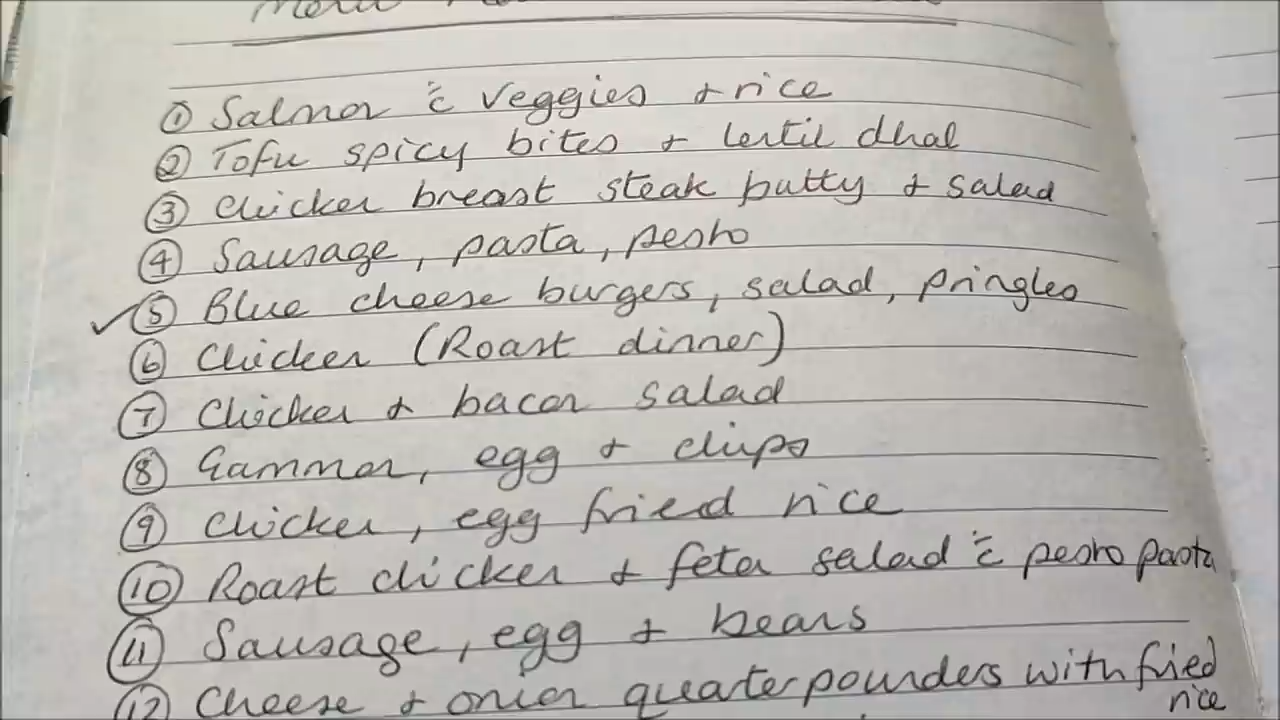 Menu
① Salmon c̄ veggies + rice
② Tofu spicy bites + lentil dhal
③ Chicken breast steak butty + salad
④ Sausage, pasta, pesto
✓⑤ Blue cheese burgers, salad, pringles
⑥ Chicken (Roast dinner)
⑦ Chicken + bacon salad
⑧ Gammon, egg + chips
⑨ Chicken, egg fried rice
⑩ Roast chicken + feta salad c̄ pesto pasta
⑪ Sausage, egg + beans
⑫ Cheese + onion quarterpounders with fried
rice